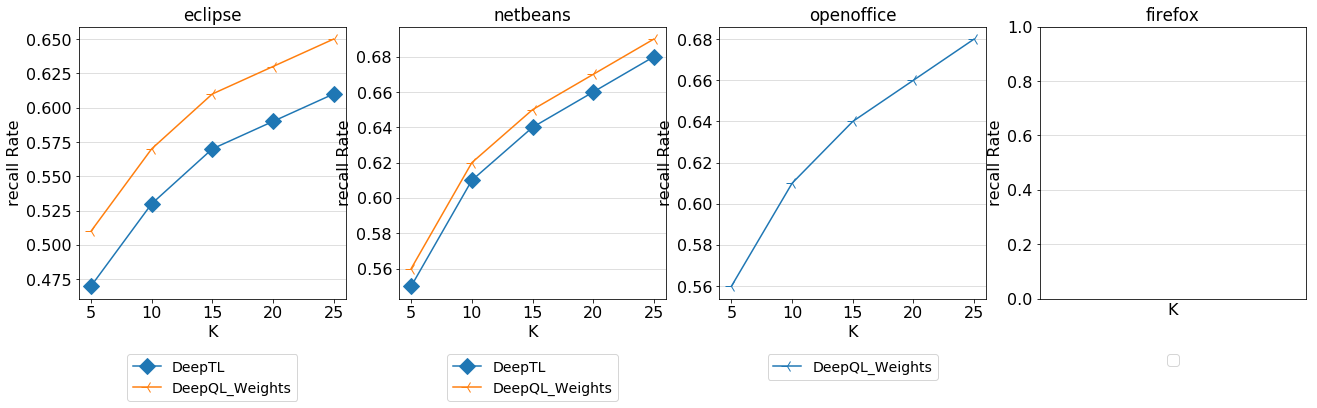 eclipse
recall Rate
0.650
0.625
0.600
0.575
0.550
0.525
0.500
0.475
5 10 15 20 25
K
DeepTL
DeepQL_Weights
netbeans
recall Rate
0.68
0.66
0.64
0.62
0.60
0.58
0.56
5 10 15 20 25
K
DeepTL
DeepQL_Weights
openoffice
recall Rate
0.68
0.66
0.64
0.62
0.60
0.58
0.56
5 10 15 20 25
K
DeepQL_Weights
firefox
recall Rate
1.0
0.8
0.6
0.4
0.2
0.0
K